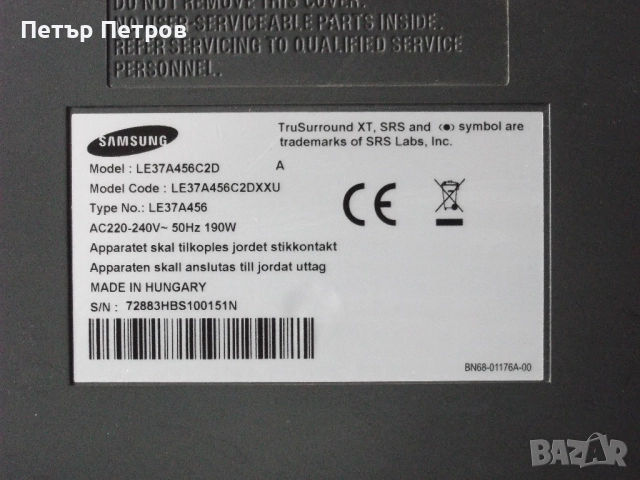 DO NOT REMOVE THIS COVER.
NO USER-SERVICEABLE PARTS INSIDE.
REFER SERVICING TO QUALIFIED SERVICE
PERSONNEL.
Петър Петров
SAMSUNG
TruSurround XT, SRS and (●) symbol are
trademarks of SRS Labs, Inc.
Model : LE37A456C2D A
Model Code : LE37A456C2DXXU
Type No.: LE37A456
AC220-240V~ 50Hz 190W
Apparatet skal tilkoples jordet stikkontakt
Apparaten skall anslutas till jordat uttag
MADE IN HUNGARY
S/N : 72883HBS100151N
CE
BN68-01176A-00
BAZAR